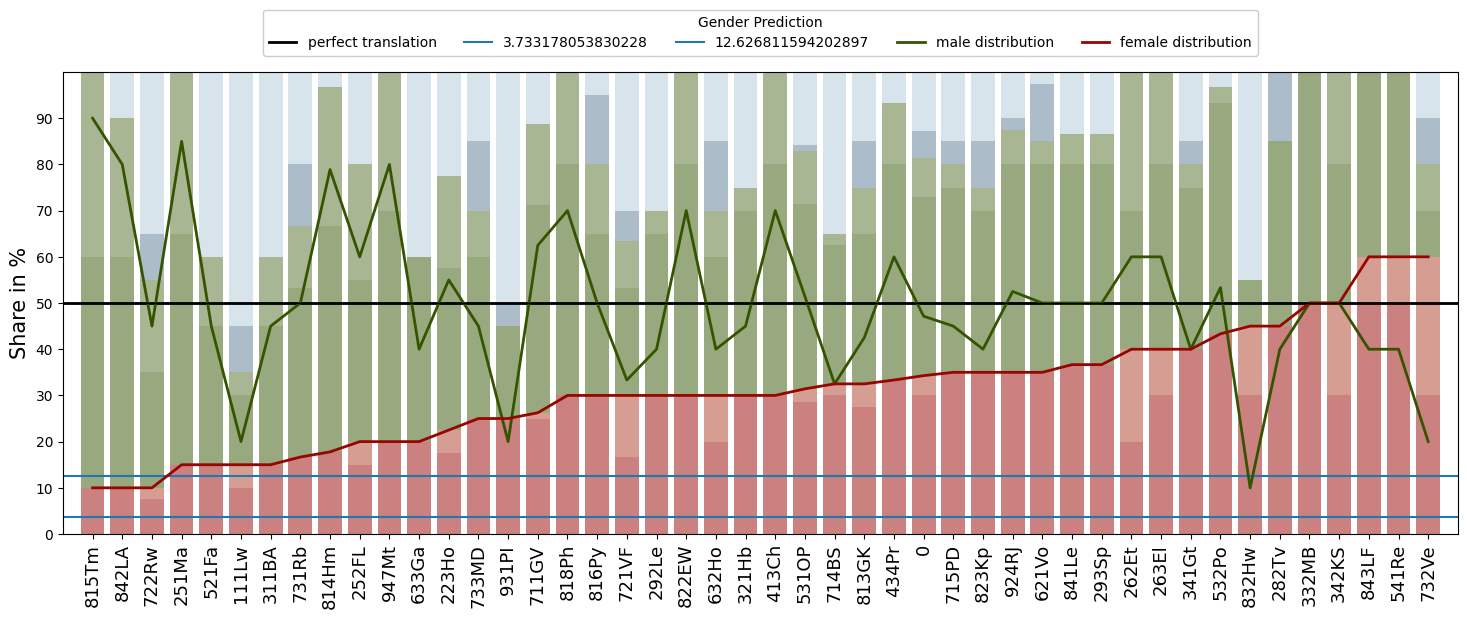 Gender Prediction
perfect translation 3.733178053830228 12.626811594202897 male distribution female distribution
Share in %
90
80
70
60
50
40
30
20
10
0
815Tm 842LA 722Rw 251Ma 521Fa 111Lw 311BA 731Rb 814Hm 252FL 947Mt 633Ga 223Ho 733MD 931Pl 711GV 818Ph 816Py 721VF 292Le 822EW 632Ho 321Hb 413Ch 531OP 714BS 813GK 434Pr 0 715PD 823Kp 924RJ 621Vo 841Le 293Sp 262Et 263El 341Gt 532Po 832Hw 282Tv 332MB 342KS 843LF 541Re 732Ve